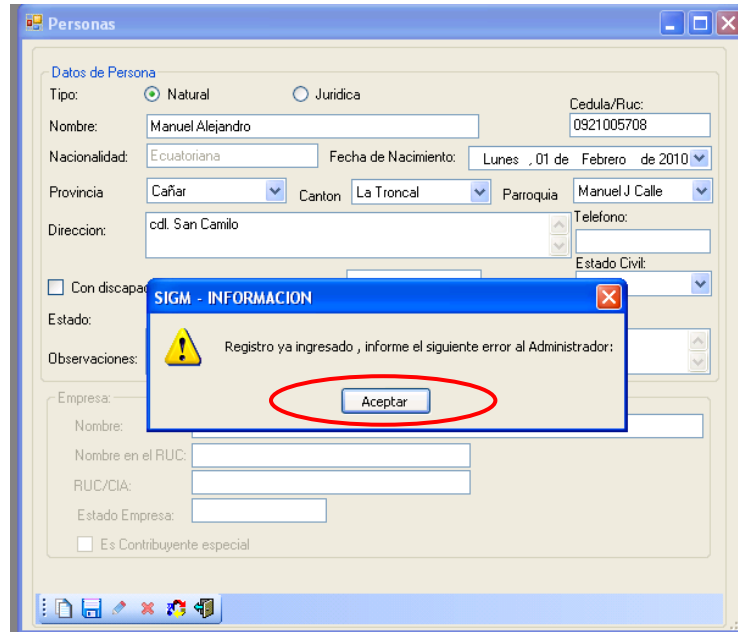 Personas
Datos de Persona
Tipo: Natural Juridica
Cedula/Ruc:
Nombre: Manuel Alejandro 0921005708
Nacionalidad: Ecuatoriana Fecha de Nacimiento: Lunes , 01 de Febrero de 2010
Provincia Cañar Canton La Troncal Parroquia Manuel J Calle
Direccion: cdl. San Camilo Telefono:
Estado Civil:
Con discapa
SIGM - INFORMACION
Estado:
Registro ya ingresado , informe el siguiente error al Administrador:
Observaciones:
Aceptar
Empresa:
Nombre:
Nombre en el RUC:
RUC/CIA:
Estado Empresa:
Es Contribuyente especial